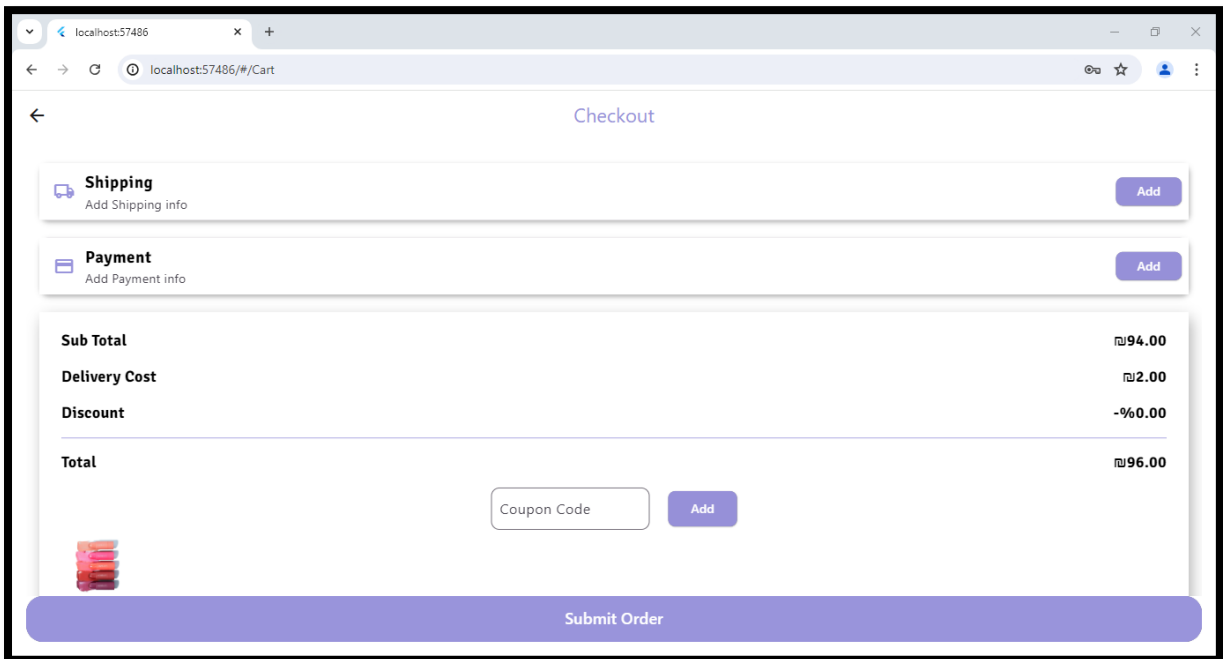 localhost:57486
localhost:57486/#/Cart
Checkout
Shipping
Add Shipping info
Add
Payment
Add Payment info
Add
Sub Total ₪94.00
Delivery Cost ₪2.00
Discount -%0.00
Total ₪96.00
Coupon Code Add
Submit Order